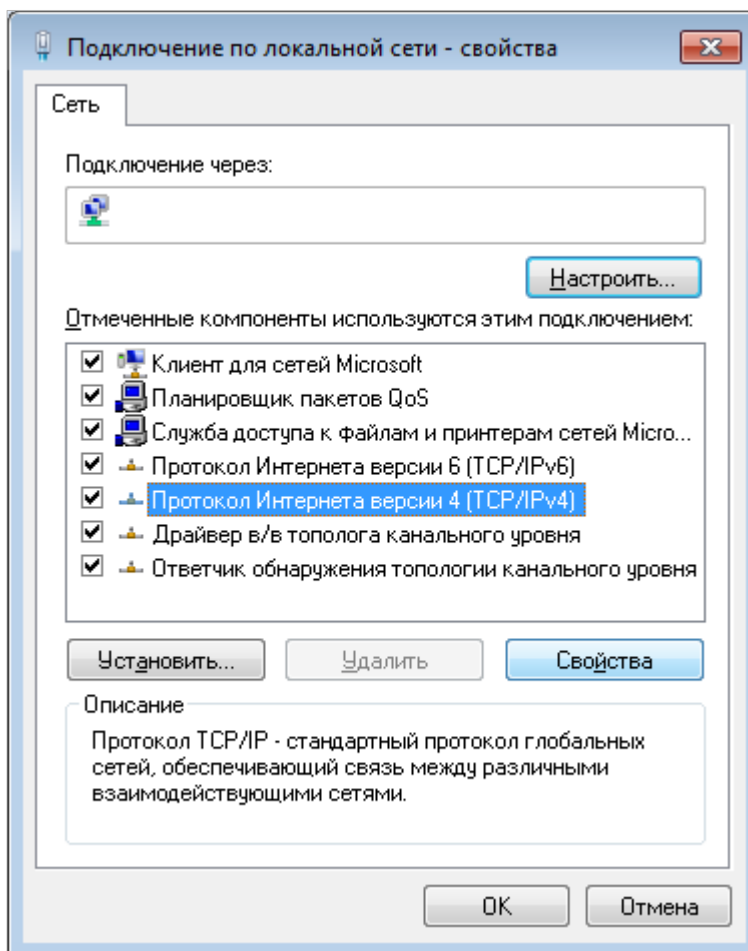 Подключение по локальной сети - свойства
Сеть
Подключение через:
Настроить...
Отмеченные компоненты используются этим подключением:
Клиент для сетей Microsoft
Планировщик пакетов QoS
Служба доступа к файлам и принтерам сетей Micro...
Протокол Интернета версии 6 (TCP/IPv6)
Протокол Интернета версии 4 (TCP/IPv4)
Драйвер в/в тополога канального уровня
Ответчик обнаружения топологии канального уровня
Установить...
Удалить
Свойства
Описание
Протокол TCP/IP - стандартный протокол глобальных
сетей, обеспечивающий связь между различными
взаимодействующими сетями.
OK
Отмена